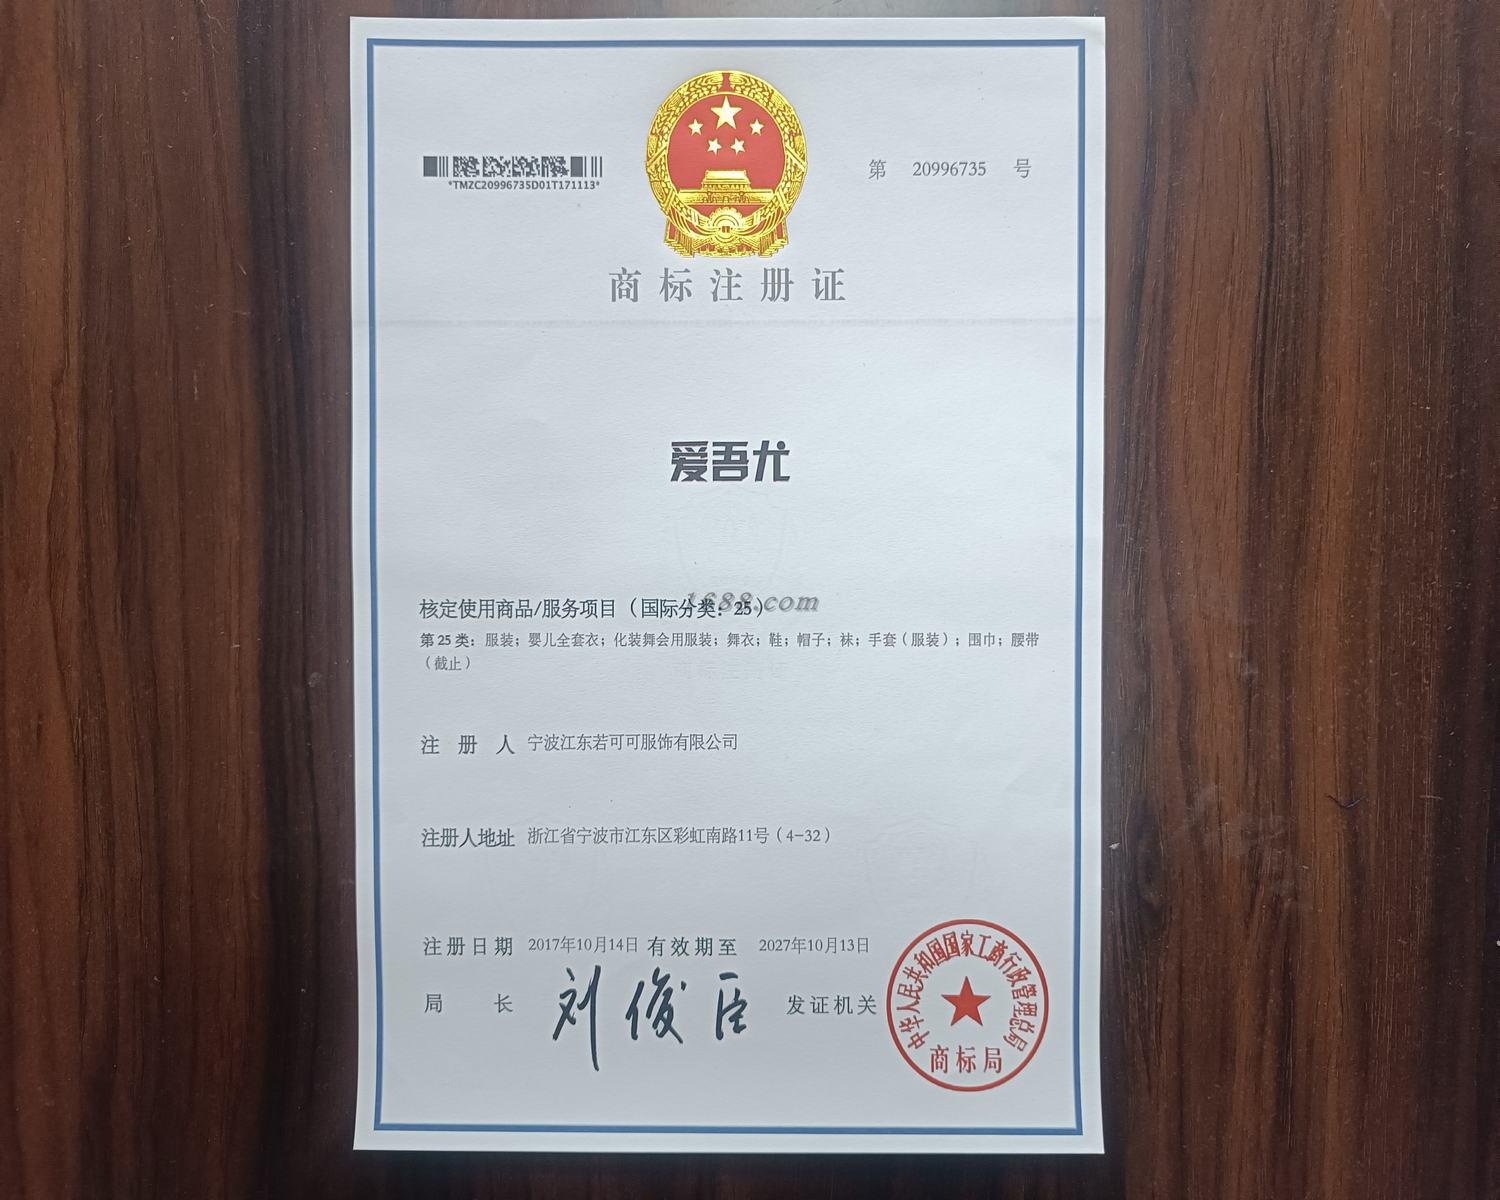 *TMZC20996735D01T171113*
第 20996735 号
商标注册证
爱吾尤
1688.com
核定使用商品/服务项目（国际分类：25）
第 25 类：服装；婴儿全套衣；化装舞会用服装；舞衣；鞋；帽子；袜；手套（服装）；围巾；腰带
（截止）
注册人 宁波江东若可可服饰有限公司
注册人地址 浙江省宁波市江东区彩虹南路11号（4-32）
注册日期 2017年10月14日 有效期至 2027年10月13日
局长 刘俊臣 发证机关
中华人民共和国国家工商行政管理总局
商标局